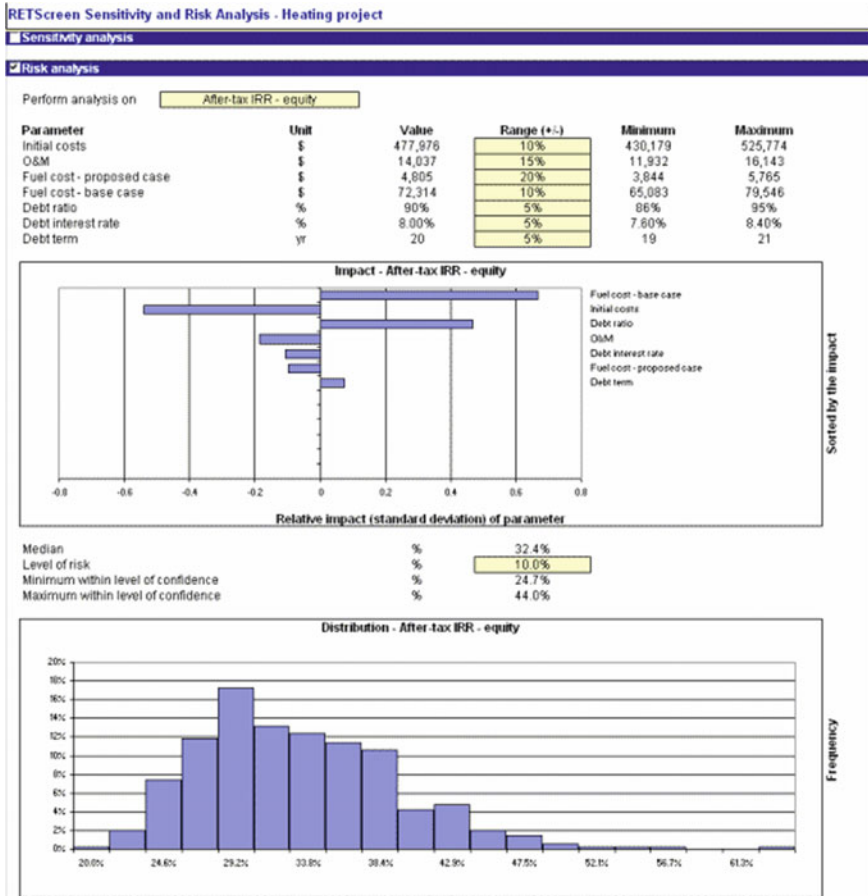 RETScreen Sensitivity and Risk Analysis - Heating project
Sensitivity analysis
Risk analysis
Perform analysis on After-tax IRR - equity
Parameter Unit Value Range (+/-) Minimum Maximum
Initial costs $ 477,976 10% 430,179 525,774
O&M $ 14,037 15% 11,932 16,143
Fuel cost - proposed case $ 4,805 20% 3,844 5,765
Fuel cost - base case $ 72,314 10% 65,083 79,546
Debt ratio % 90% 5% 86% 95%
Debt interest rate % 8.00% 5% 7.60% 8.40%
Debt term yr 20 5% 19 21
Impact - After-tax IRR - equity
Fuel cost - base case
Initial costs
Debt ratio
O&M
Debt interest rate
Fuel cost - proposed case
Debt term
Sorted by the impact
-0.8 -0.6 -0.4 -0.2 0 0.2 0.4 0.6 0.8
Relative impact (standard deviation) of parameter
Median % 32.4%
Level of risk % 10.0%
Minimum within level of confidence % 24.7%
Maximum within level of confidence % 44.0%
Distribution - After-tax IRR - equity
20%
18%
16%
14%
12%
10%
8%
6%
4%
2%
0%
Frequency
20.0% 24.6% 29.2% 33.8% 38.4% 42.9% 47.5% 52.1% 56.7% 61.3%